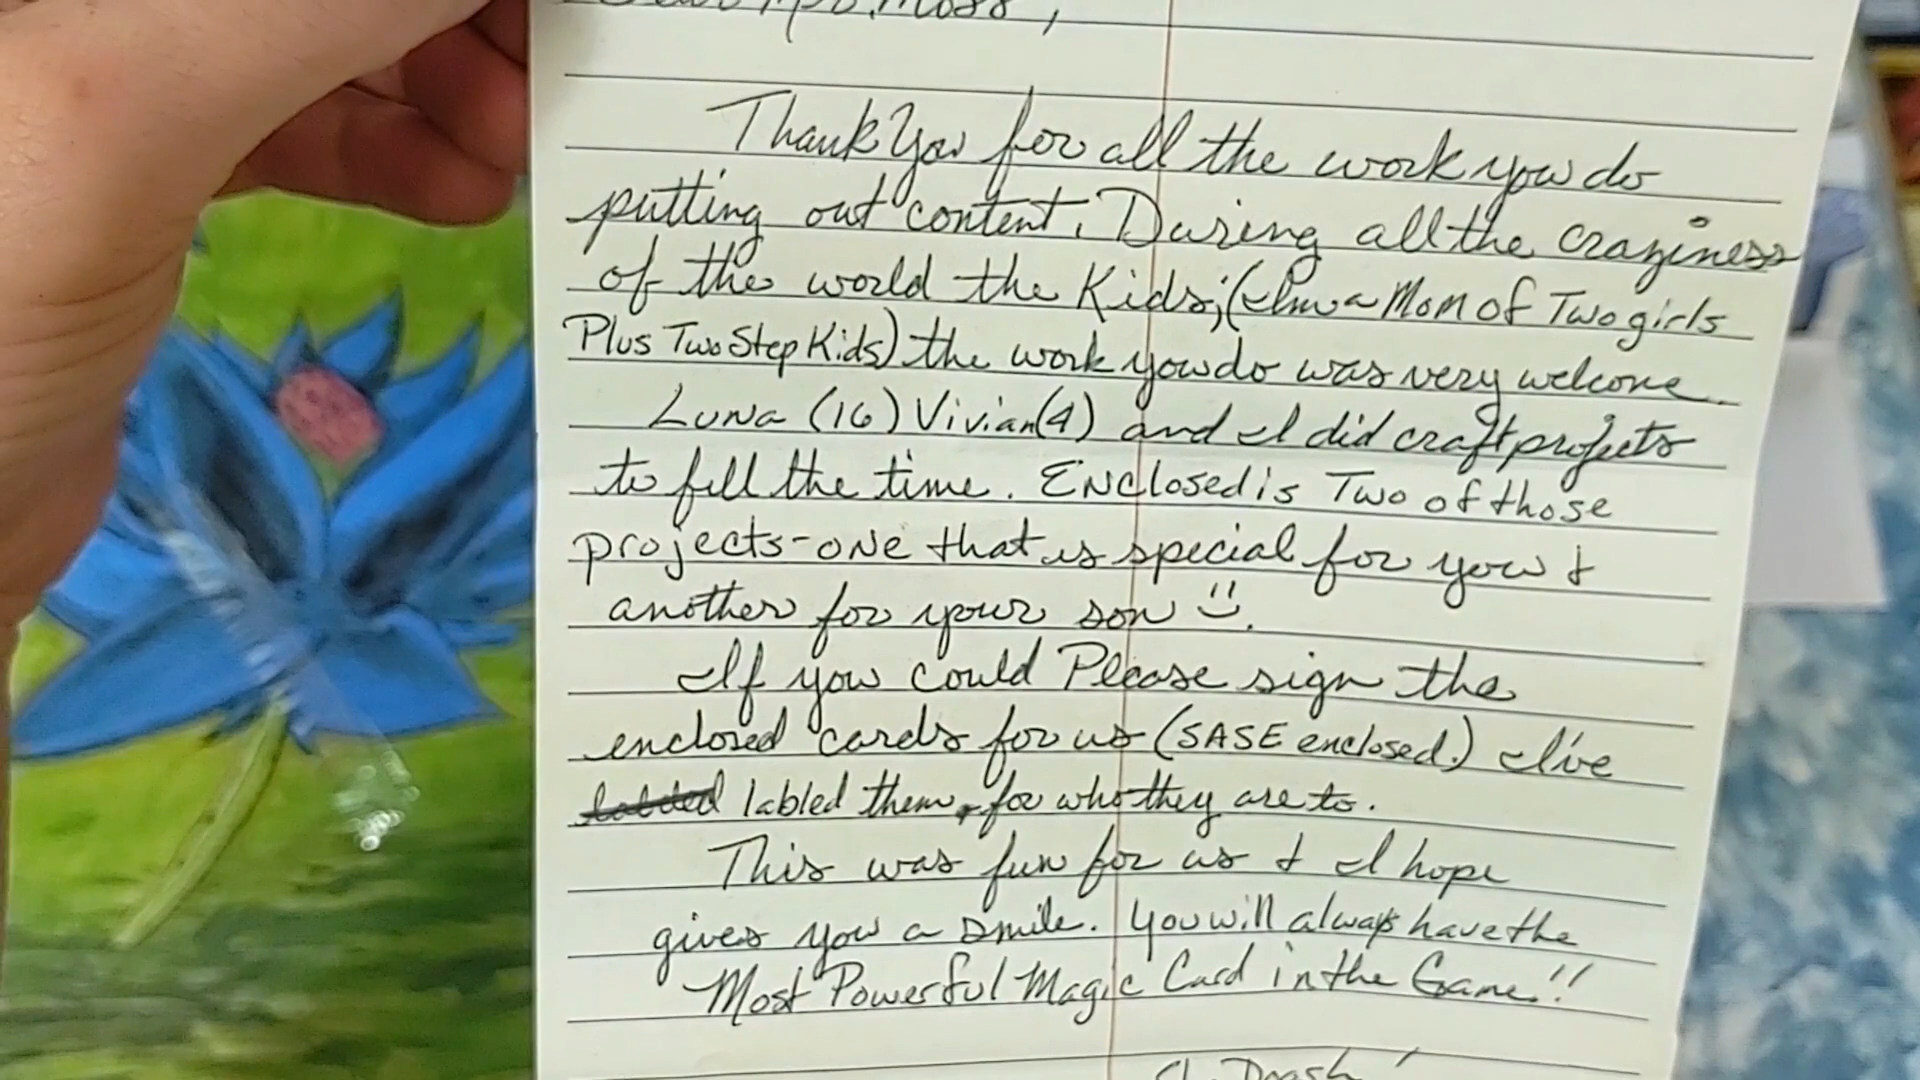 Moss,
Thank You for all the work you do
putting out content. During all the craziness
of the world the Kids; (I'm a Mom of Two girls
Plus Two Step Kids) the work you do was very welcome.
Luna (16) Vivian (4) and I did craft projects
to fill the time. Enclosed is Two of those
projects - one that is special for you &
another for your son :).
If you could Please sign the
enclosed cards for us (SASE enclosed.) I've
labled them, for who they are to.
This was fun for us & I hope
gives you a smile. You will always have the
Most Powerful Magic Card in the Game!!